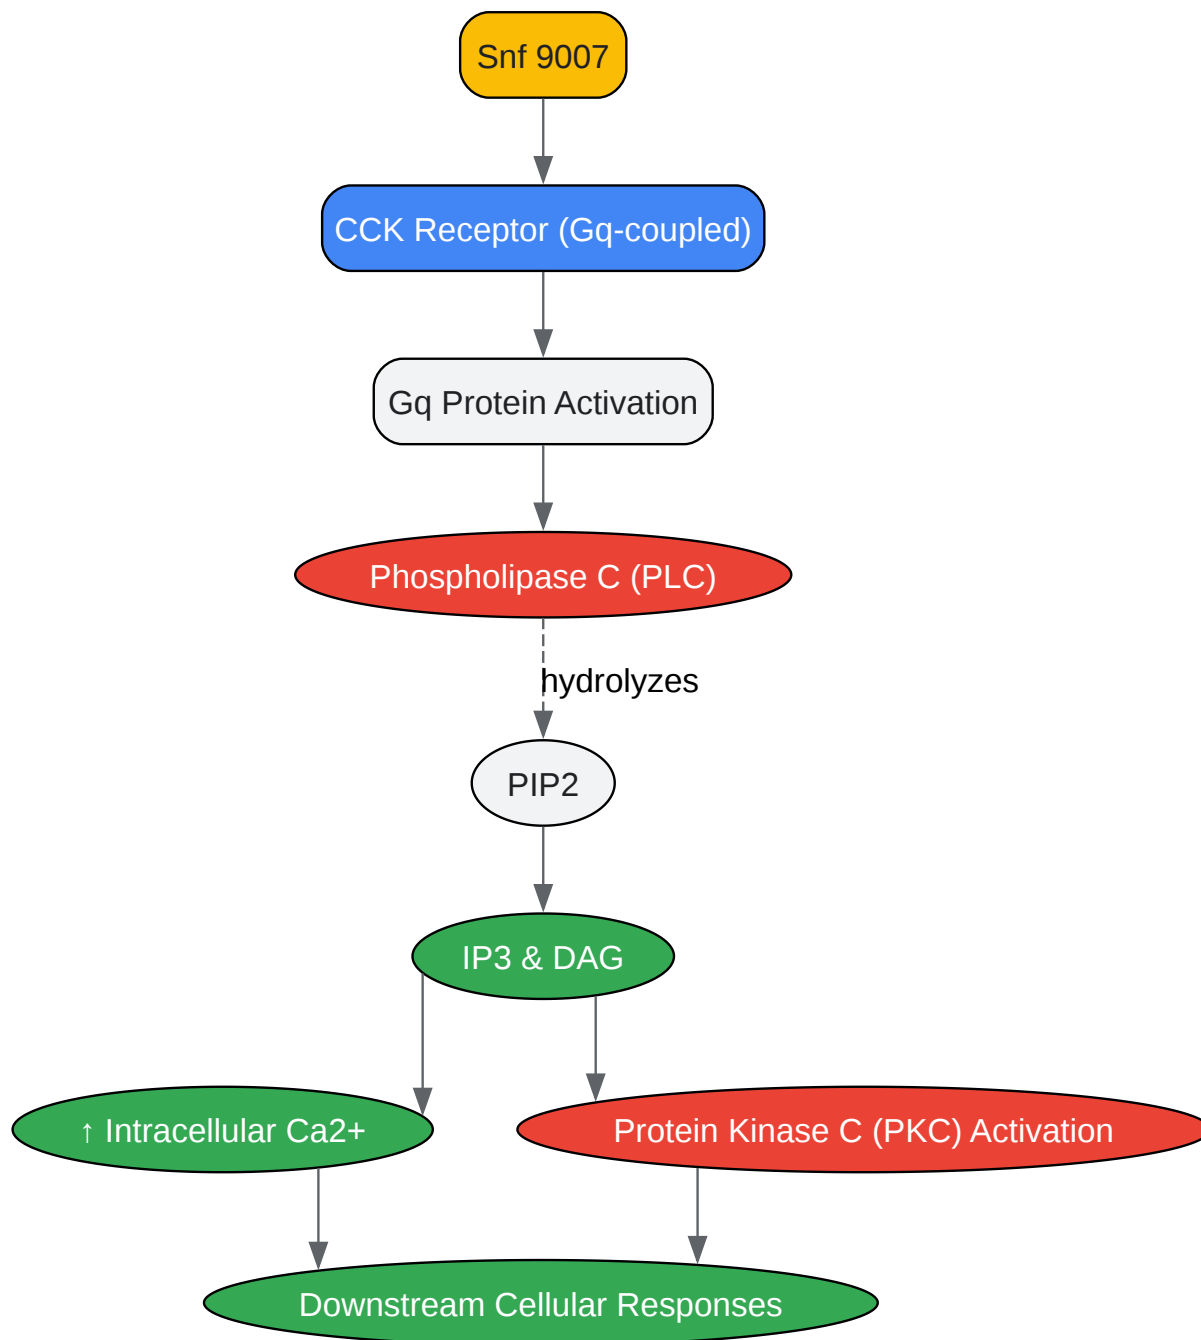 Snf 9007
CCK Receptor (Gq-coupled)
Gq Protein Activation
Phospholipase C (PLC)
hydrolyzes
PIP2
IP3 & DAG
↑ Intracellular Ca2+
Protein Kinase C (PKC) Activation
Downstream Cellular Responses